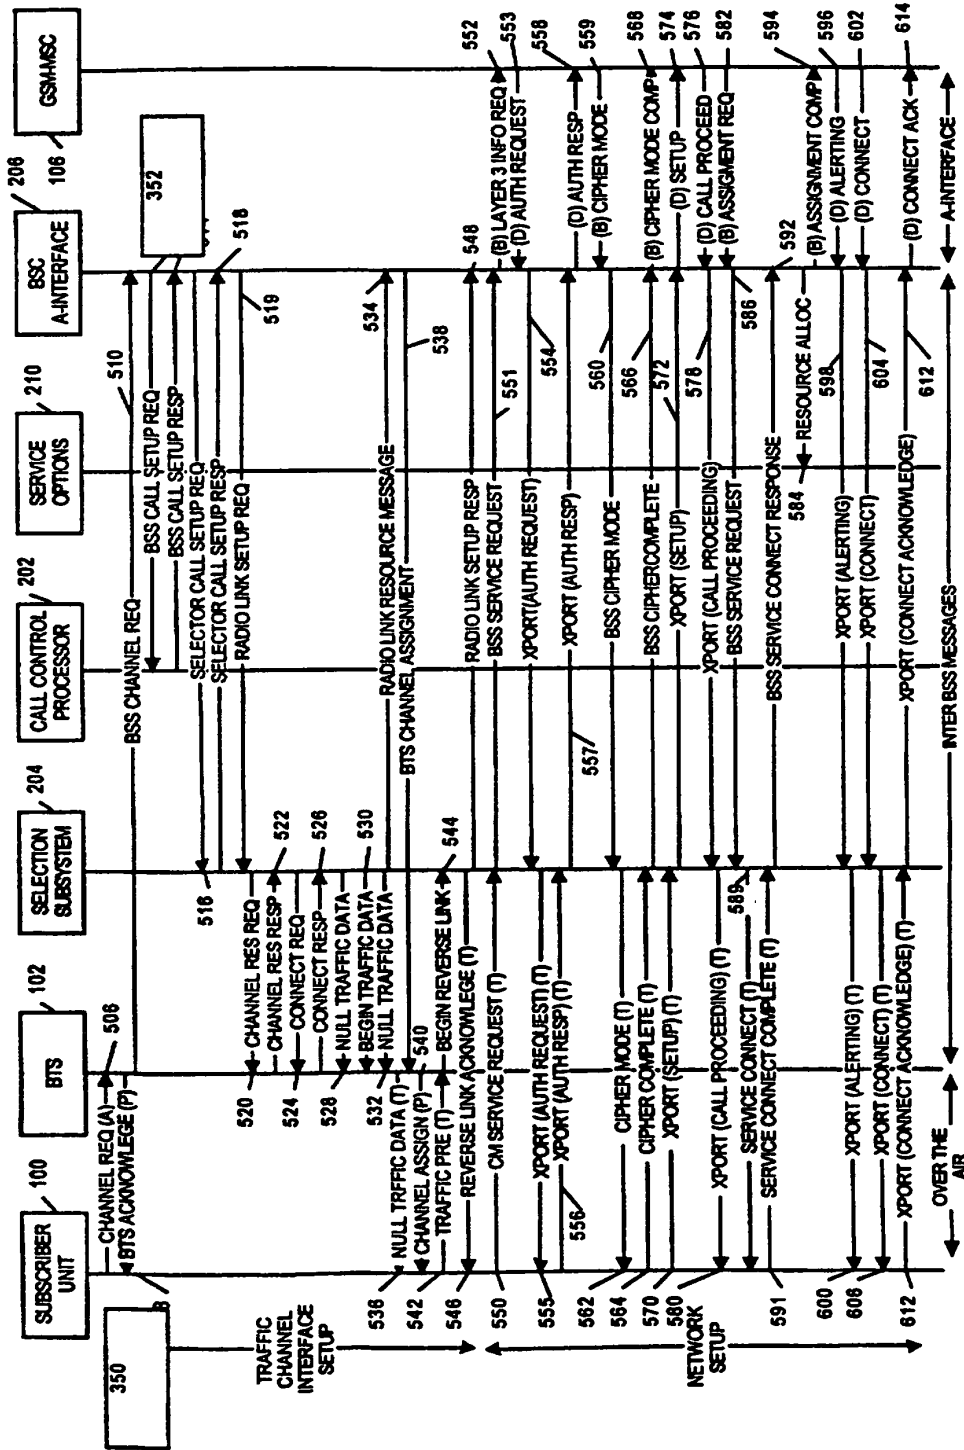 SUBSCRIBER
UNIT
100
BTS
102
SELECTION
SUBSYSTEM
204
CALL CONTROL
PROCESSOR
202
SERVICE
OPTIONS
210
BSC
A-INTERFACE
206
GSM-MSC
106
350
352
CHANNEL REQ (A)
506
BTS ACKNOWLEGE (P)
BSS CHANNEL REQ
510
BSS CALL SETUP REQ
BSS CALL SETUP RESP
SELECTOR CALL SETUP REQ
516
SELECTOR CALL SETUP RESP
518
RADIO LINK SETUP REQ
519
CHANNEL RES REQ
520
CHANNEL RES RESP
522
CONNECT REQ
524
CONNECT RESP
526
NULL TRAFFIC DATA
528
BEGIN TRAFFIC DATA
530
NULL TRAFFIC DATA
532
RADIO LINK RESOURCE MESSAGE
534
NULL TRFFIC DATA (T)
536
BTS CHANNEL ASSIGNMENT
538
CHANNEL ASSIGN (P)
540
TRAFFIC PRE (T)
542
BEGIN REVERSE LINK
544
REVERSE LINK ACKNOWLEGE (T)
546
RADIO LINK SETUP RESP
548
CM SERVICE REQUEST (T)
550
BSS SERVICE REQUEST
551
(B) LAYER 3 INFO REQ
552
(D) AUTH REQUEST
553
XPORT(AUTH REQUEST)
554
XPORT (AUTH REQUEST) (T)
555
XPORT (AUTH RESP) (T)
556
XPORT (AUTH RESP)
557
(D) AUTH RESP
558
(B) CIPHER MODE
559
BSS CIPHER MODE
560
CIPHER MODE (T)
562
CIPHER COMPLETE (T)
564
BSS CIPHERCOMPLETE
566
(B) CIPHER MODE COMP
568
XPORT (SETUP) (T)
570
XPORT (SETUP)
572
(D) SETUP
574
(D) CALL PROCEED
576
XPORT (CALL PROCEEDING)
578
XPORT (CALL PROCEEDING) (T)
580
(B) ASSIGMENT REQ
582
RESOURCE ALLOC
584
BSS SERVICE REQUEST
586
SERVICE CONNECT (T)
589
SERVICE CONNECT COMPLETE (T)
591
BSS SERVICE CONNECT RESPONSE
592
(B) ASSIGNMENT COMP
594
(D) ALERTING
596
XPORT (ALERTING)
598
XPORT (ALERTING) (T)
600
(D) CONNECT
602
XPORT (CONNECT)
604
XPORT (CONNECT) (T)
608
XPORT (CONNECT ACKNOWLEDGE) (T)
612
XPORT (CONNECT ACKNOWLEDGE)
612
(D) CONNECT ACK
614
TRAFFIC
CHANNEL
INTERFACE
SETUP
NETWORK
SETUP
OVER THE
AIR
INTER BSS MESSAGES
A-INTERFACE